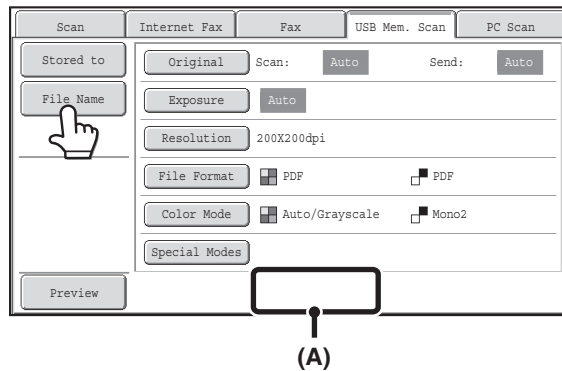 Scan Internet Fax Fax USB Mem. Scan PC Scan
Stored to Original Scan: Auto Send: Auto
File Name Exposure Auto
Resolution 200X200dpi
File Format PDF PDF
Color Mode Auto/Grayscale Mono2
Special Modes
Preview
(A)